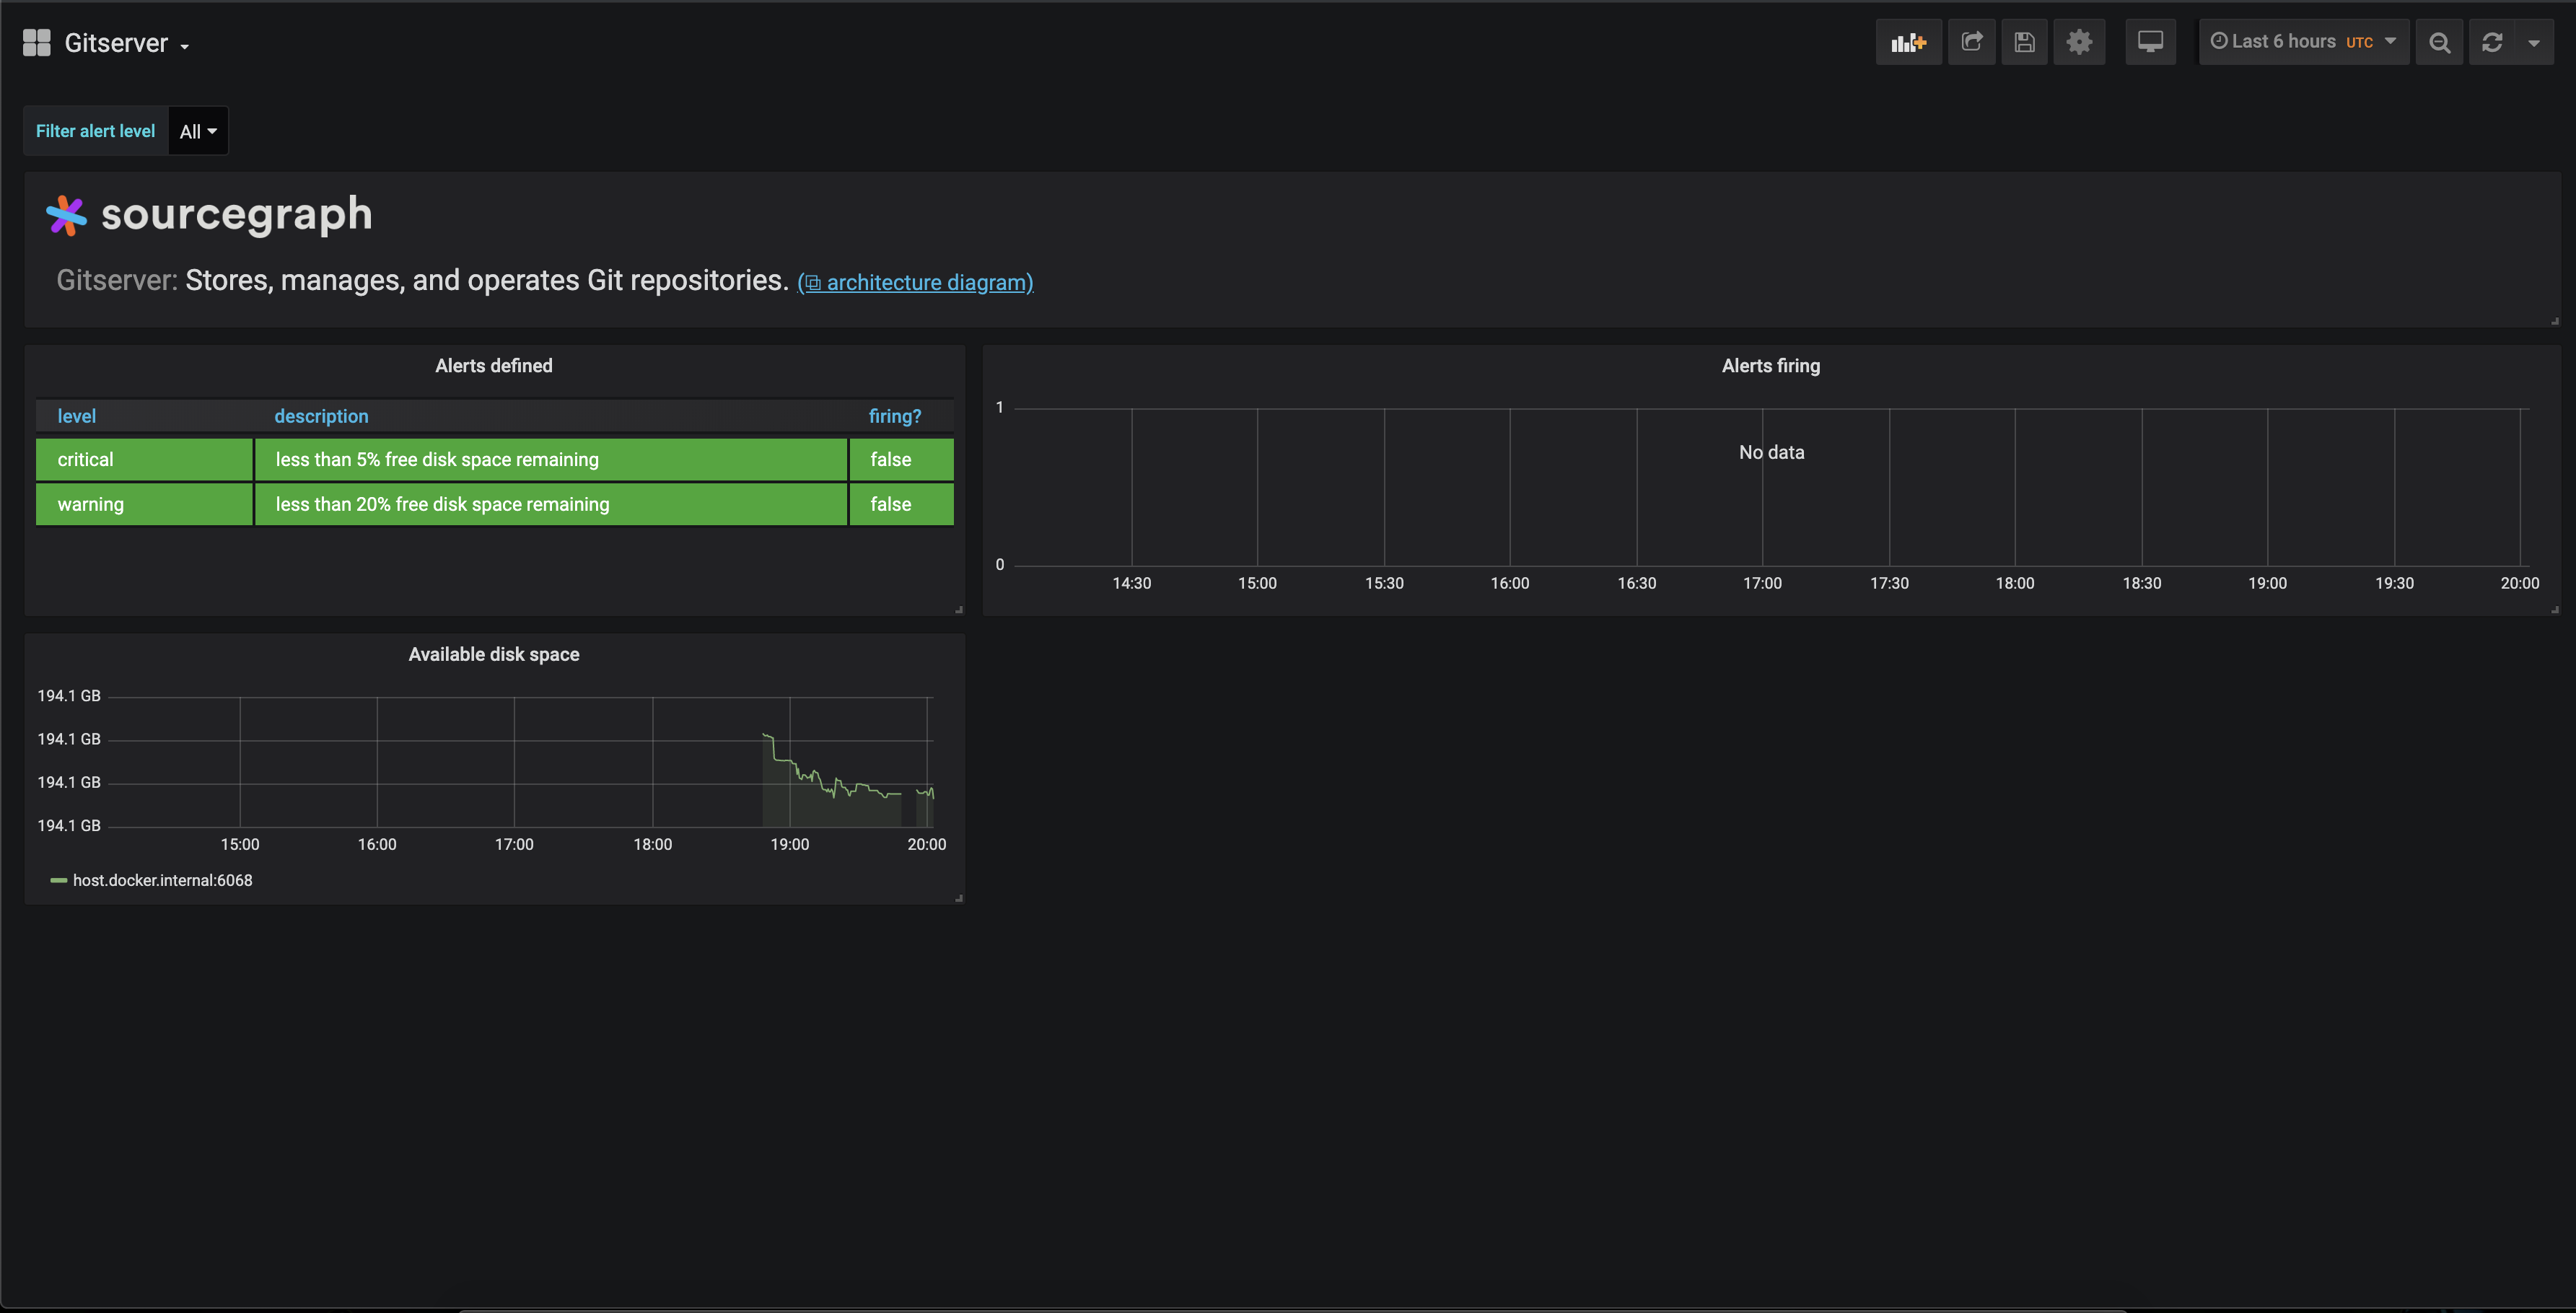 Gitserver
Last 6 hours UTC
Filter alert level All
sourcegraph
Gitserver: Stores, manages, and operates Git repositories. (architecture diagram)
Alerts defined
level description firing?
critical less than 5% free disk space remaining false
warning less than 20% free disk space remaining false
Alerts firing
1
No data
0
14:30 15:00 15:30 16:00 16:30 17:00 17:30 18:00 18:30 19:00 19:30 20:00
Available disk space
194.1 GB
194.1 GB
194.1 GB
194.1 GB
15:00 16:00 17:00 18:00 19:00 20:00
host.docker.internal:6068